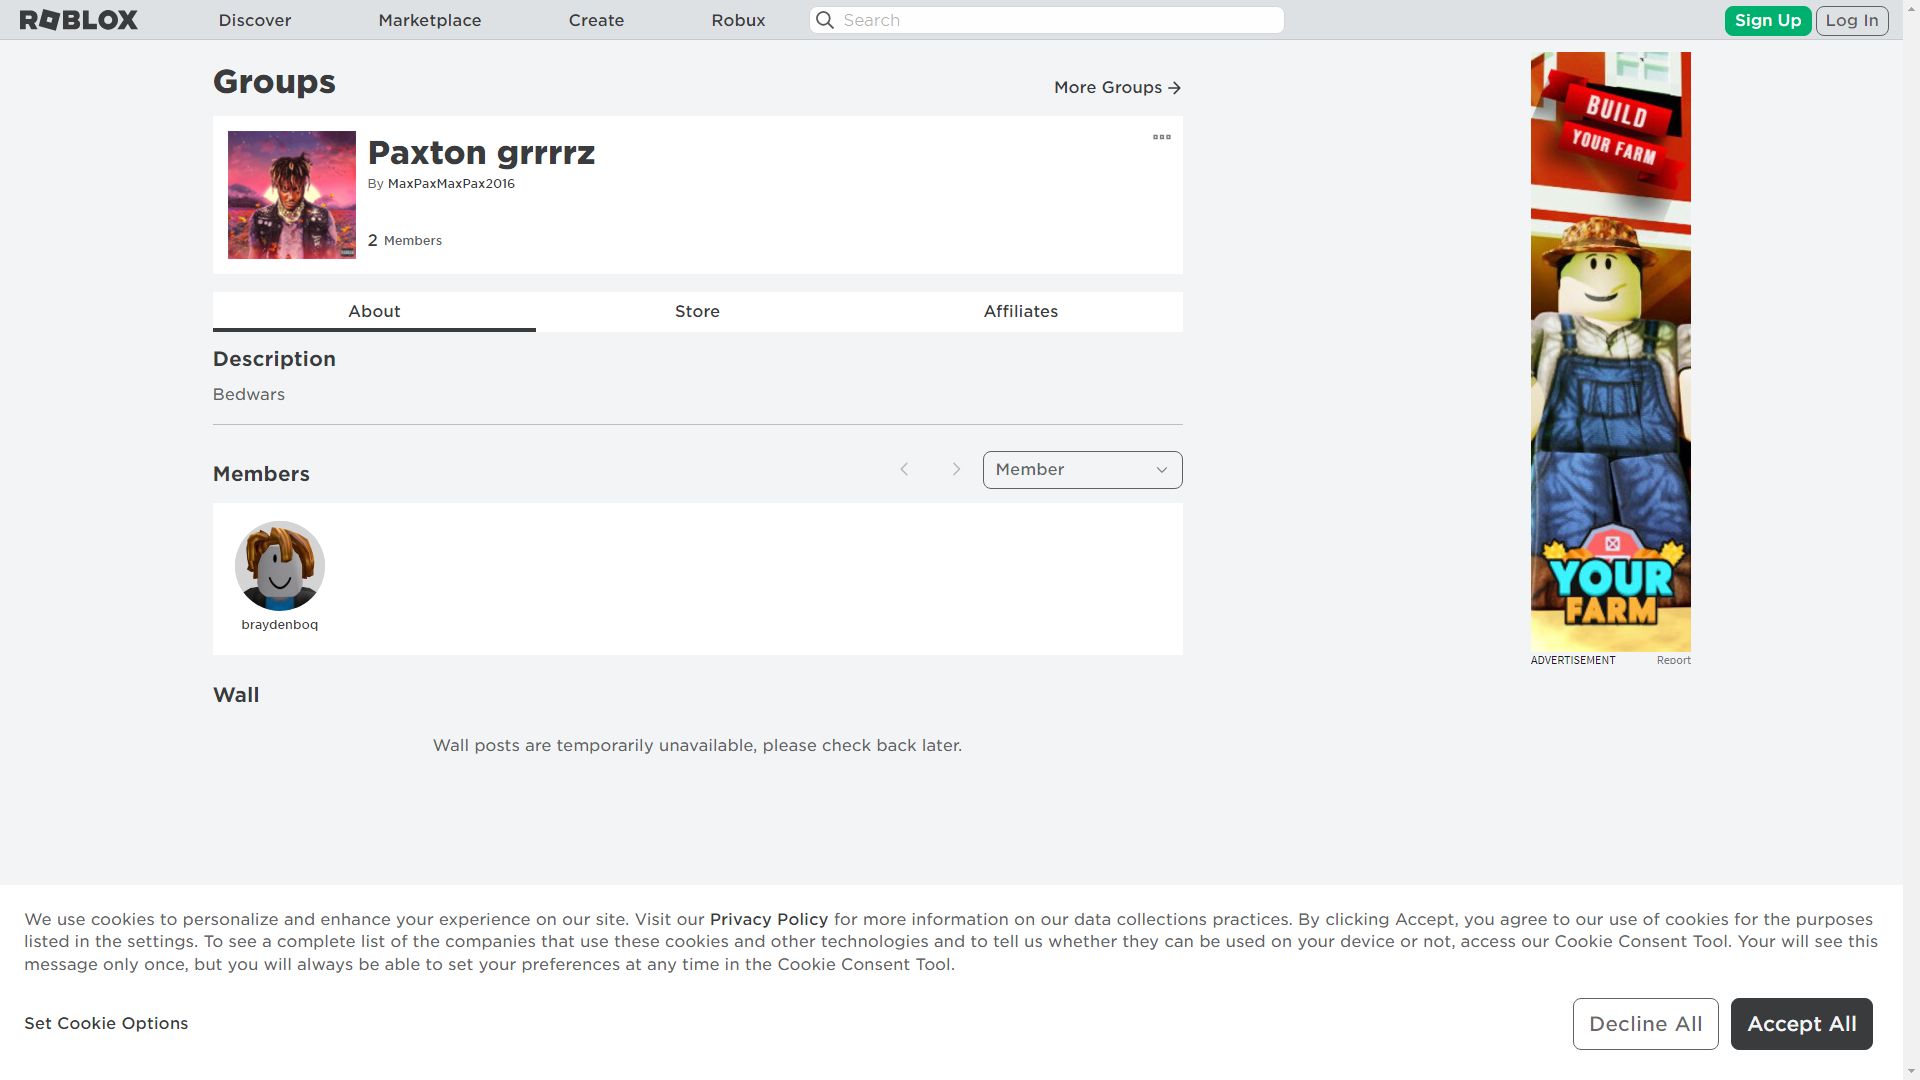 ROBLOX
Discover
Marketplace
Create
Robux
Search
Sign Up
Log In
Groups
More Groups
Paxton grrrrz
By MaxPaxMaxPax2016
2 Members
About
Store
Affiliates
Description
Bedwars
Members
Member
braydenboq
Wall
Wall posts are temporarily unavailable, please check back later.
BUILD
YOUR FARM
YOUR
FARM
ADVERTISEMENT
Report
We use cookies to personalize and enhance your experience on our site. Visit our Privacy Policy for more information on our data collections practices. By clicking Accept, you agree to our use of cookies for the purposes
listed in the settings. To see a complete list of the companies that use these cookies and other technologies and to tell us whether they can be used on your device or not, access our Cookie Consent Tool. Your will see this
message only once, but you will always be able to set your preferences at any time in the Cookie Consent Tool.
Set Cookie Options
Decline All
Accept All